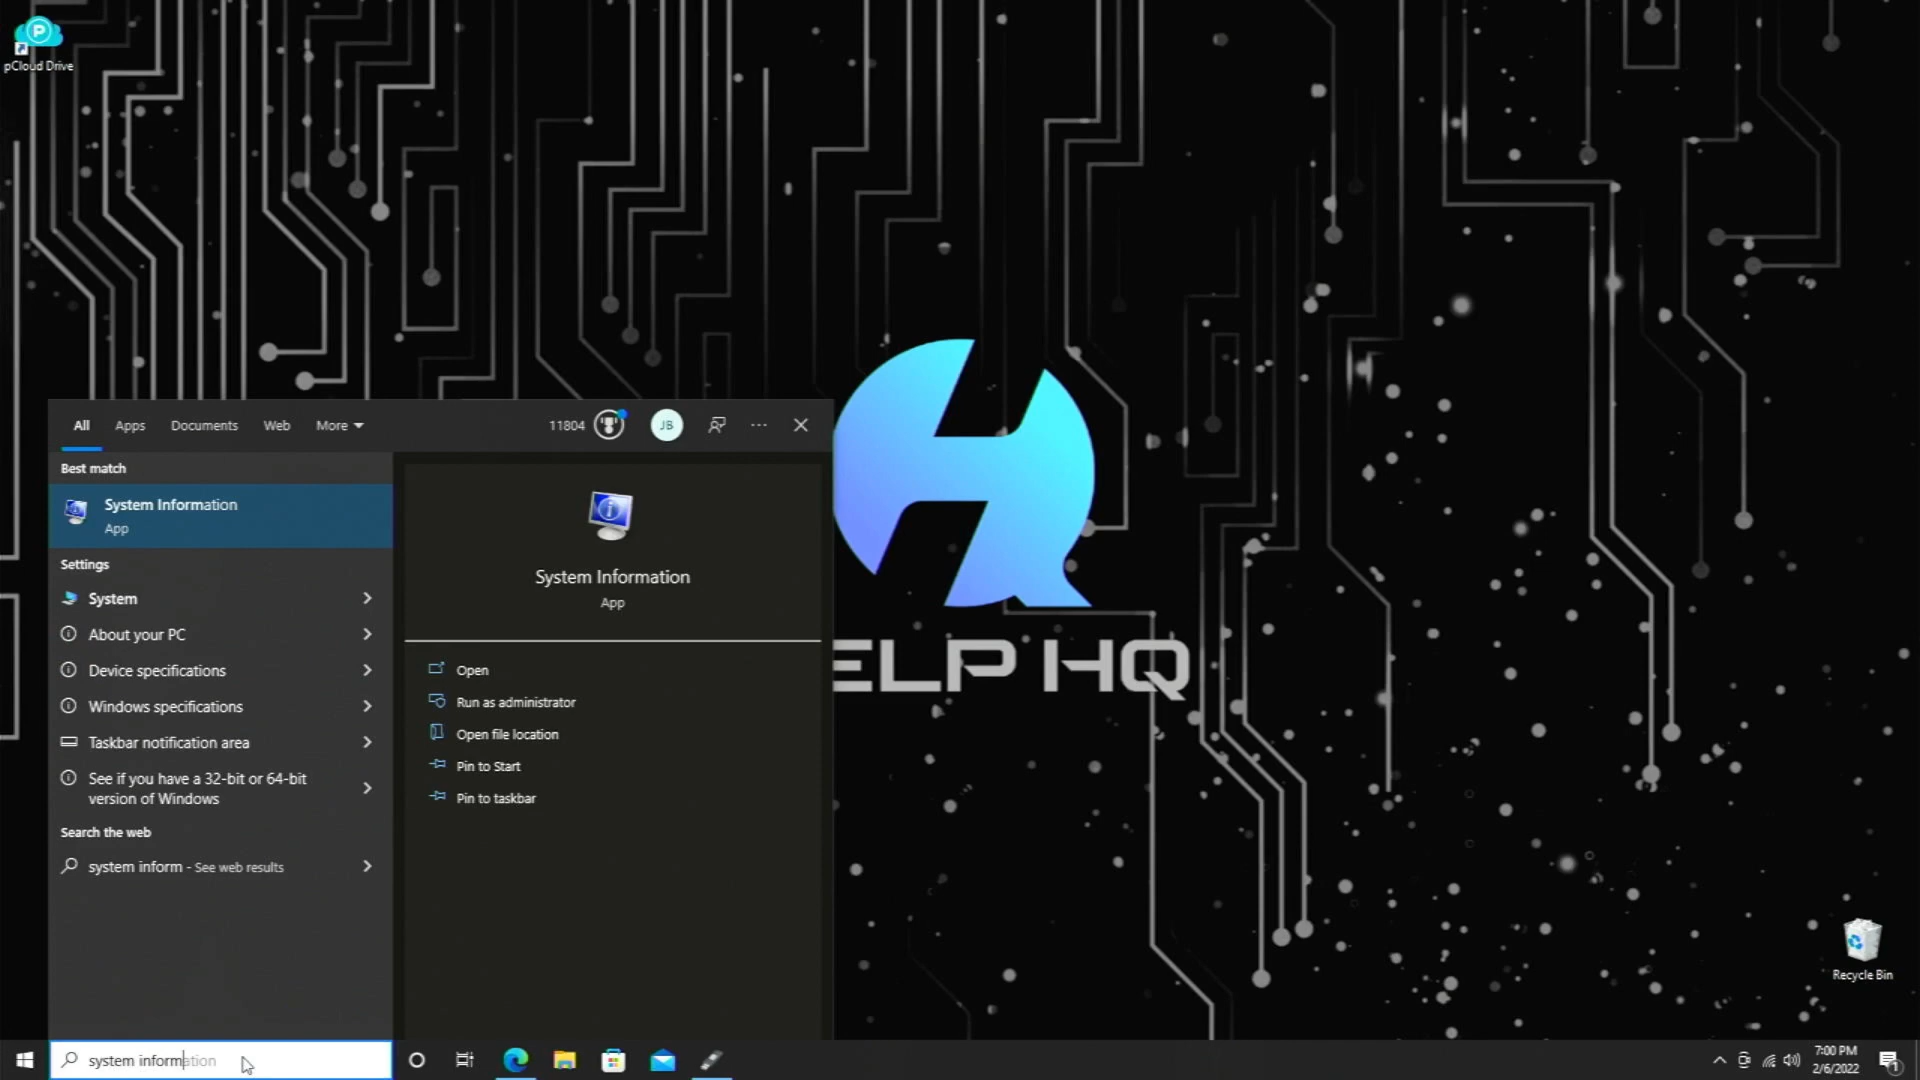 P
pCloud Drive
All Apps Documents Web More 11804 JB
Best match
System Information
App
Settings
System
About your PC
Device specifications
Windows specifications
Taskbar notification area
See if you have a 32-bit or 64-bit
version of Windows
Search the web
system inform - See web results
System Information
App
Open
Run as administrator
Open file location
Pin to Start
Pin to taskbar
ELP HQ
Recycle Bin
system information
7:00 PM
2/6/2022
1